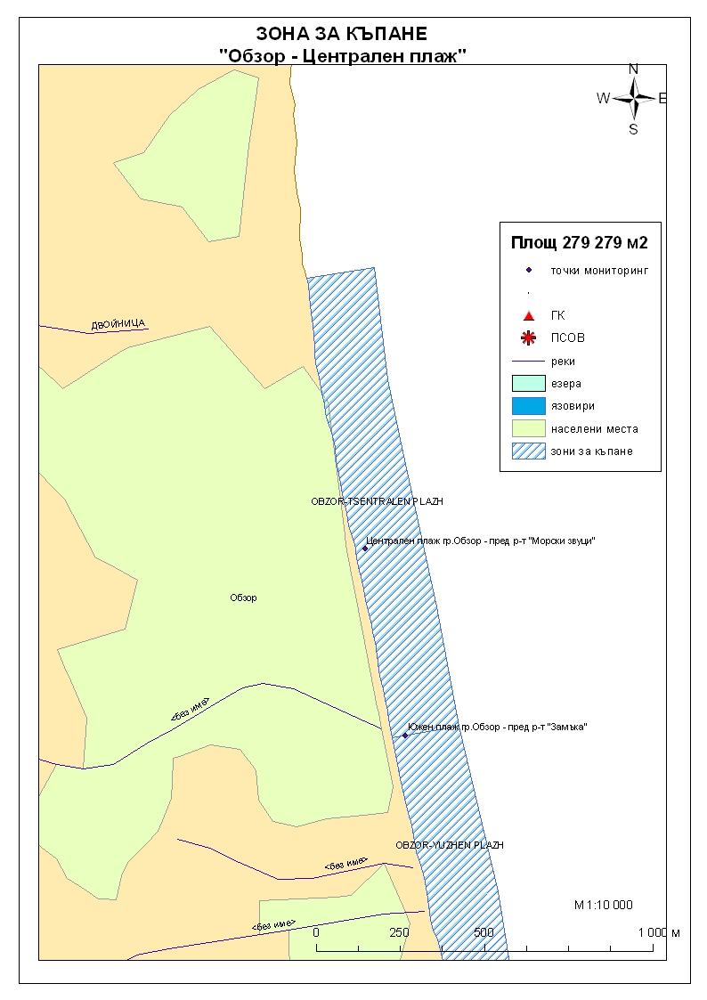 ЗОНА ЗА КЪПАНЕ
"Обзор - Централен плаж"
N
W E
S
Площ 279 279 м2
точки мониторинг
ГК
ПСОВ
реки
езера
язовири
населени места
зони за къпане
ДВОЙНИЦА
OBZOR-TSENTRALEN PLAZH
Централен плаж гр.Обзор - пред р-т "Морски звуци"
Обзор
<без име>
Южен плаж гр.Обзор - пред р-т "Замъка"
OBZOR-YUZHEN PLAZH
<без име>
М 1:10 000
<без име>
0 250 500 1 000 м